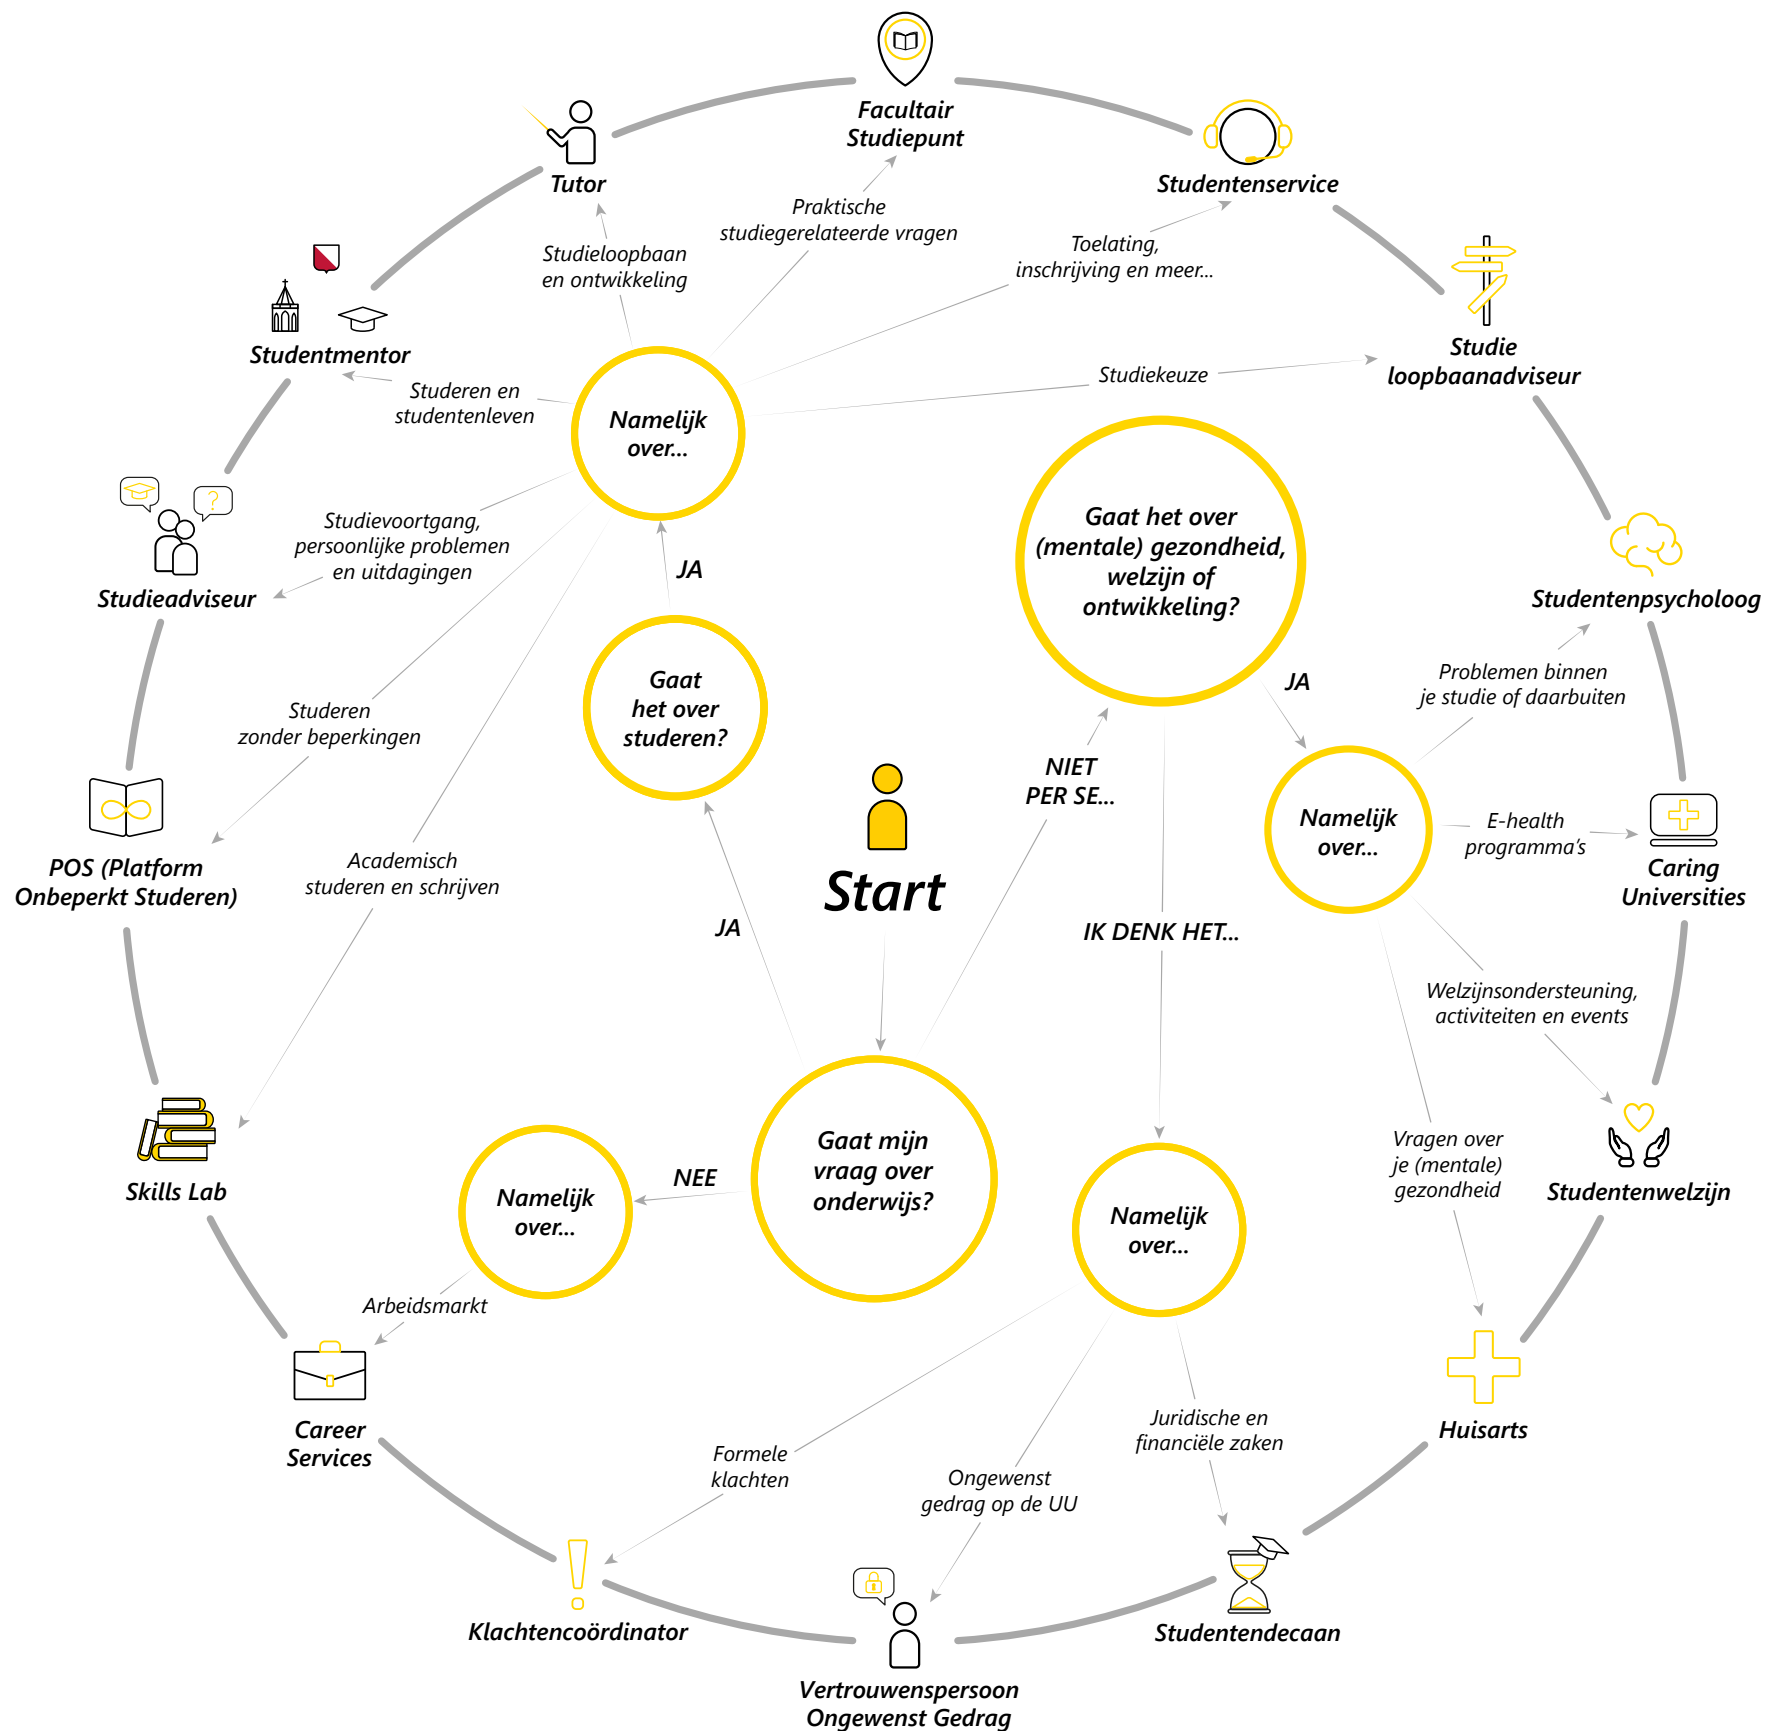 Facultair
Studiepunt
Tutor
Studentenservice
Praktische
studiegerelateerde vragen
Studieloopbaan
en ontwikkeling
Toelating,
inschrijving en meer...
Studentmentor
Studie
loopbaanadviseur
Studeren en
studentenleven
Studiekeuze
Namelijk
over...
Gaat het over
(mentale) gezondheid,
welzijn of
ontwikkeling?
Studievoortgang,
persoonlijke problemen
en uitdagingen
JA
Studieadviseur
Studentenpsycholoog
Gaat
het over
studeren?
JA
Problemen binnen
je studie of daarbuiten
Studeren
zonder beperkingen
NIET
PER SE...
Namelijk
over...
E-health
programma's
POS (Platform
Onbeperkt Studeren)
Academisch
studeren en schrijven
Start
Caring
Universities
JA
IK DENK HET...
Welzijnsondersteuning,
activiteiten en events
Gaat mijn
vraag over
onderwijs?
Vragen over
je (mentale)
gezondheid
Skills Lab
NEE
Namelijk
over...
Namelijk
over...
Studentenwelzijn
Arbeidsmarkt
Career
Services
Huisarts
Juridische en
financiële zaken
Formele
klachten
Ongewenst
gedrag op de UU
Klachtencoördinator
Studentendecaan
Vertrouwenspersoon
Ongewenst Gedrag